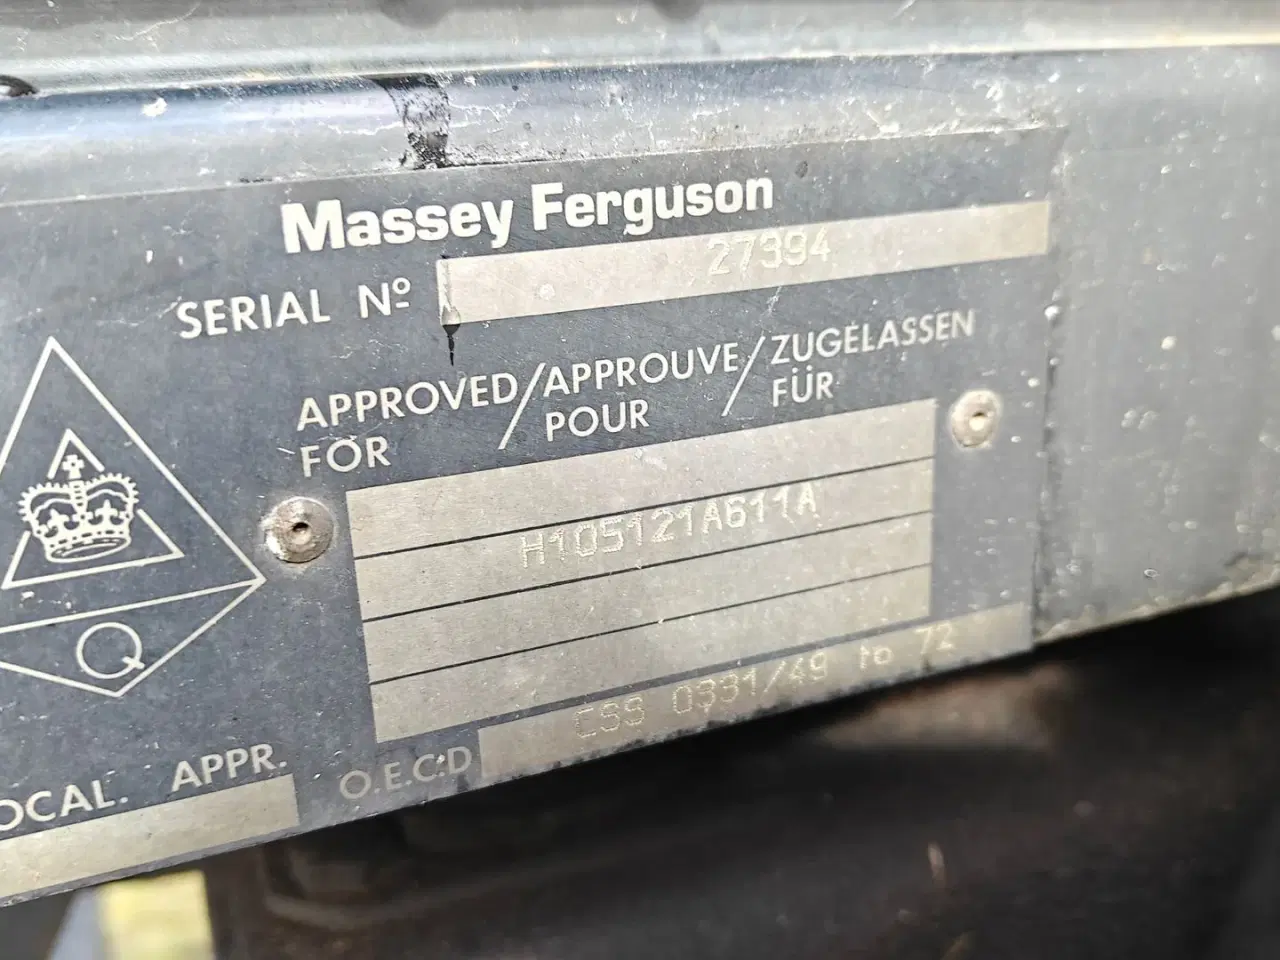 Massey Ferguson
SERIAL Nº 27394
APPROVED/APPROUVE/ZUGELASSEN
FOR POUR FÜR
H105121A611A
CSS 0331/49 to 72
O.E.C.D
Q
OCAL. APPR.